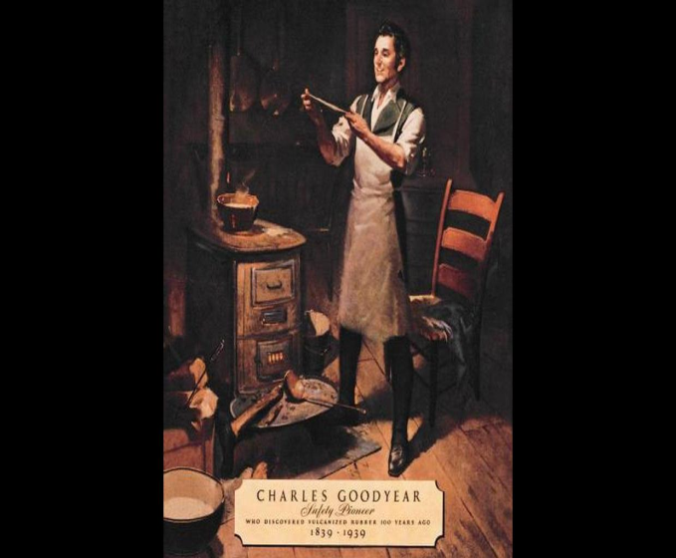 CHARLES GOODYEAR
Safety Pioneer
WHO DISCOVERED VULCANIZED RUBBER 100 YEARS AGO
1839 - 1939